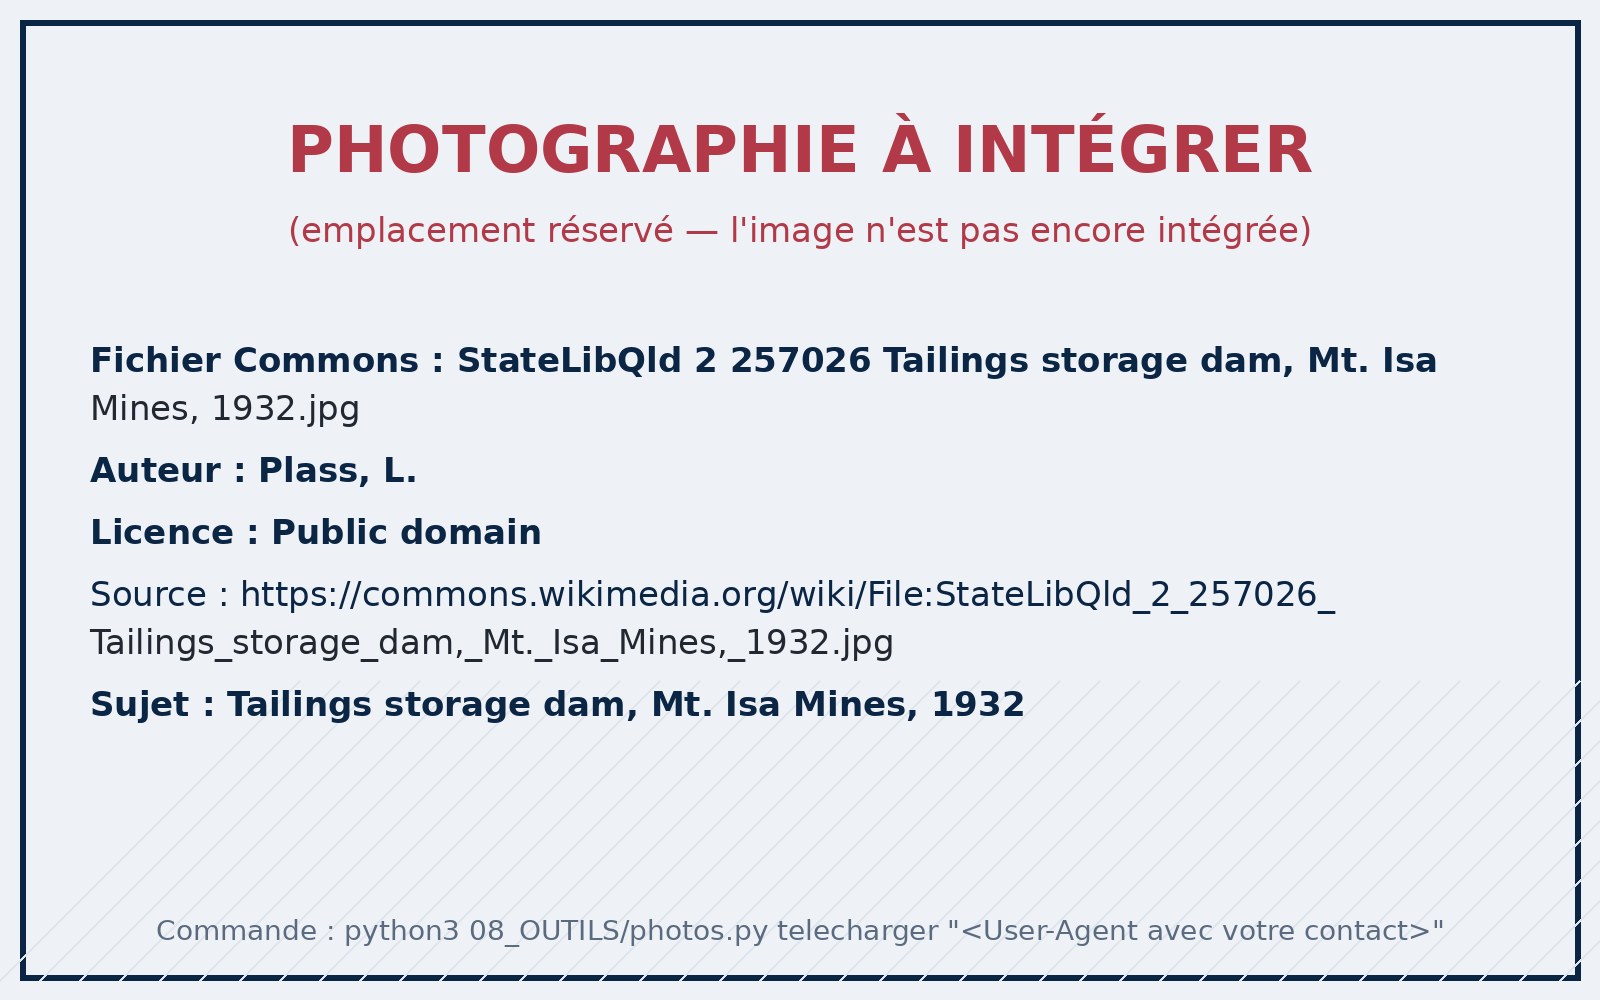 PHOTOGRAPHIE À INTÉGRER
(emplacement réservé — l'image n'est pas encore intégrée)
Fichier Commons : StateLibQld 2 257026 Tailings storage dam, Mt. Isa
Mines, 1932.jpg
Auteur : Plass, L.
Licence : Public domain
Source : https://commons.wikimedia.org/wiki/File:StateLibQld_2_257026_
Tailings_storage_dam,_Mt._Isa_Mines,_1932.jpg
Sujet : Tailings storage dam, Mt. Isa Mines, 1932
Commande : python3 08_OUTILS/photos.py telecharger "<User-Agent avec votre contact>"